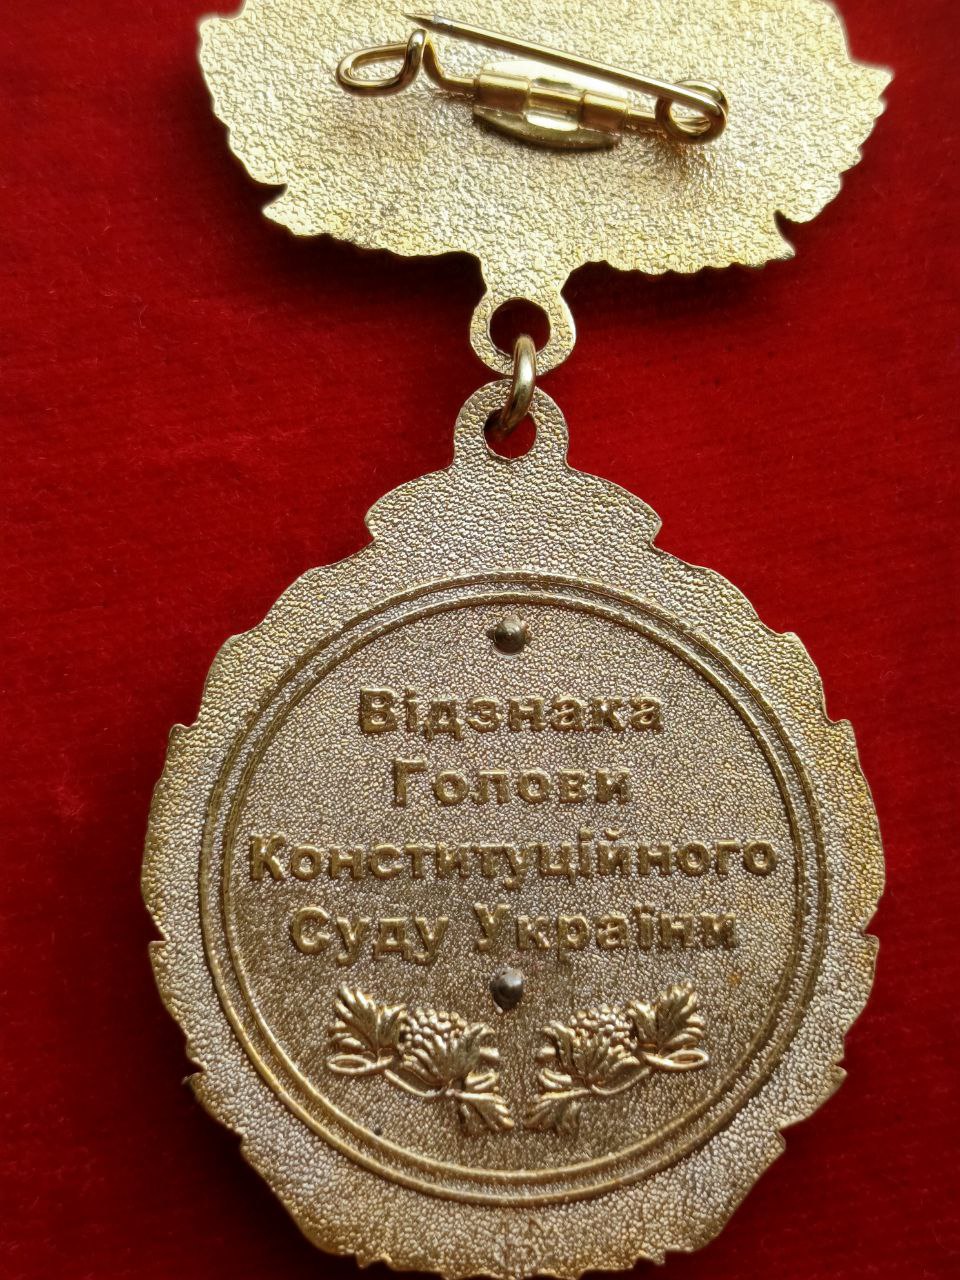 Відзнака
Голови
Конституційного
Суду України